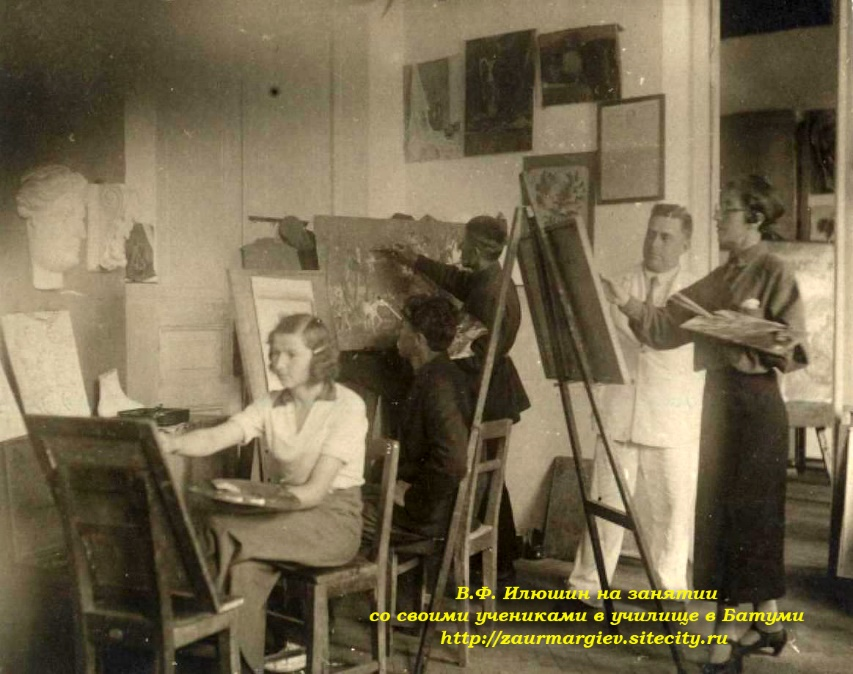 В.Ф. Илюшин на занятии
со своими учениками в училище в Батуми
http://zaurmargiev.sitecity.ru